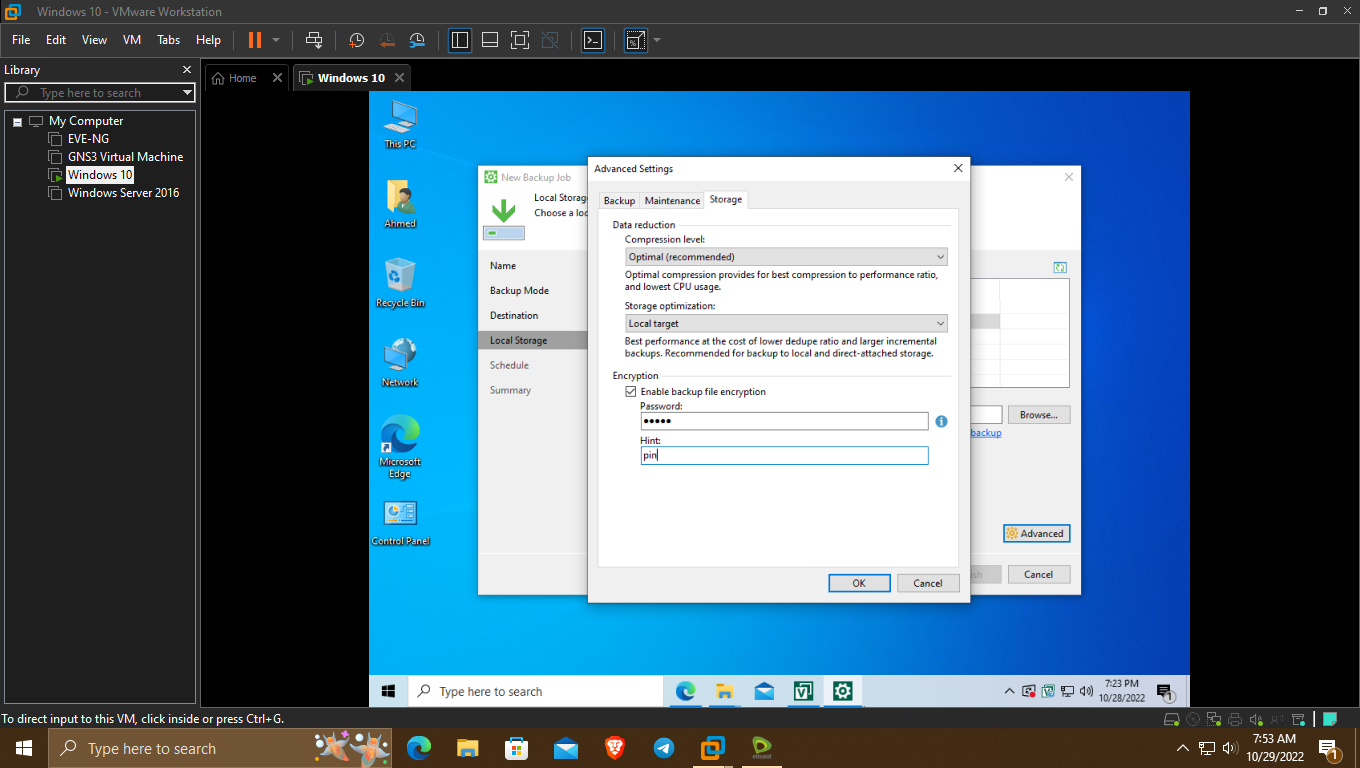 Windows 10 - VMware Workstation
File Edit View VM Tabs Help
Library
Type here to search
My Computer
EVE-NG
GNS3 Virtual Machine
Windows 10
Windows Server 2016
Home
Windows 10
This PC
Ahmed
Recycle Bin
Network
Microsoft
Edge
Control Panel
New Backup Job
Local Storag
Choose a loc
Name
Backup Mode
Destination
Local Storage
Schedule
Summary
Advanced Settings
Backup Maintenance Storage
Data reduction
Compression level:
Optimal (recommended)
Optimal compression provides for best compression to performance ratio,
and lowest CPU usage.
Storage optimization:
Local target
Best performance at the cost of lower dedupe ratio and larger incremental
backups. Recommended for backup to local and direct-attached storage.
Encryption
Enable backup file encryption
Password:
•••••
Hint:
pin
OK Cancel
Browse...
backup
Advanced
Cancel
Type here to search
7:23 PM
10/28/2022
1
To direct input to this VM, click inside or press Ctrl+G.
Type here to search
7:53 AM
10/29/2022
1